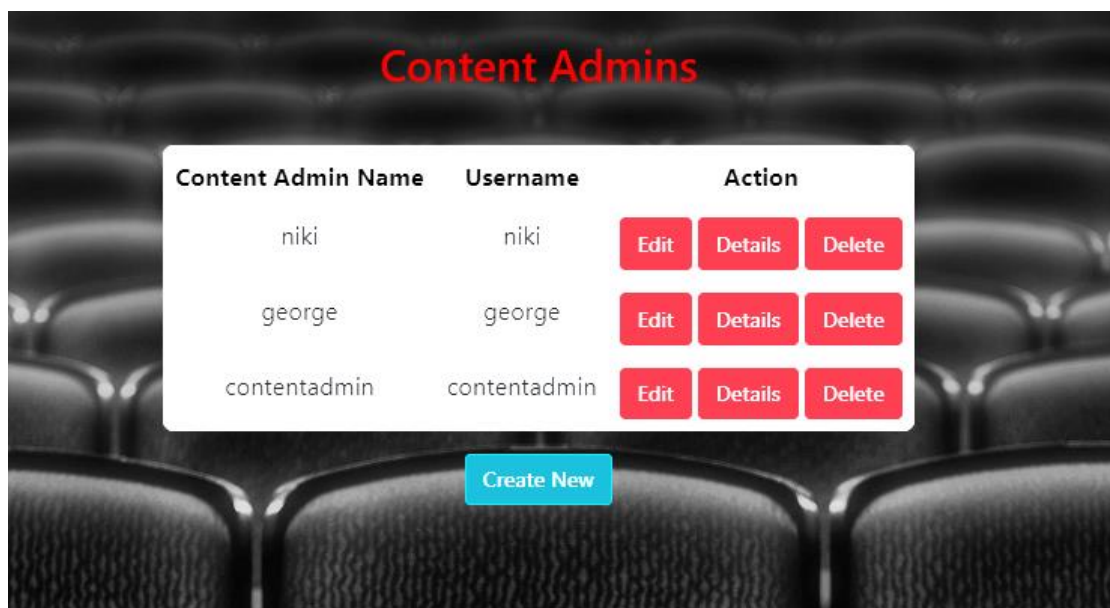 Content Admins
Content Admin Name Username Action
niki niki Edit Details Delete
george george Edit Details Delete
contentadmin contentadmin Edit Details Delete
Create New